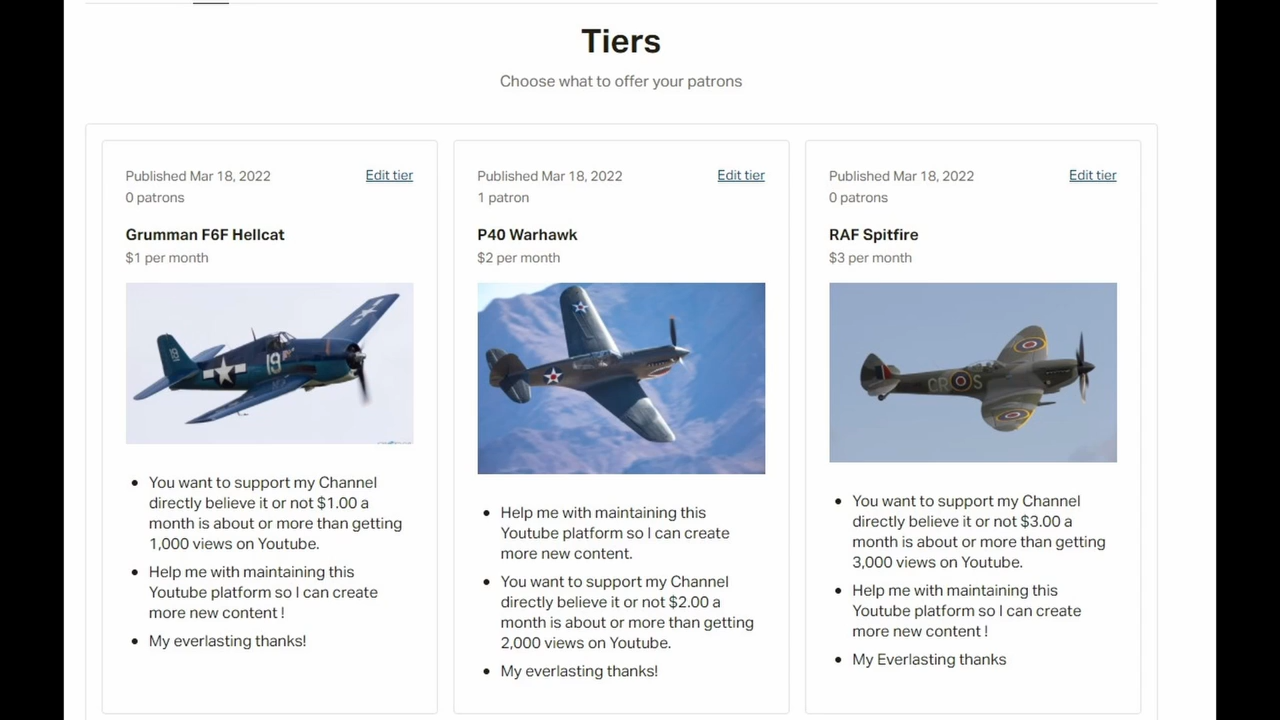 Tiers
Choose what to offer your patrons
Published Mar 18, 2022
Edit tier
0 patrons
Grumman F6F Hellcat
$1 per month
19
You want to support my Channel
directly believe it or not $1.00 a
month is about or more than getting
1,000 views on Youtube.
Help me with maintaining this
Youtube platform so I can create
more new content !
My everlasting thanks!
Published Mar 18, 2022
Edit tier
1 patron
P40 Warhawk
$2 per month
Help me with maintaining this
Youtube platform so I can create
more new content.
You want to support my Channel
directly believe it or not $2.00 a
month is about or more than getting
2,000 views on Youtube.
My everlasting thanks!
Published Mar 18, 2022
Edit tier
0 patrons
RAF Spitfire
$3 per month
GR S
You want to support my Channel
directly believe it or not $3.00 a
month is about or more than getting
3,000 views on Youtube.
Help me with maintaining this
Youtube platform so I can create
more new content !
My Everlasting thanks